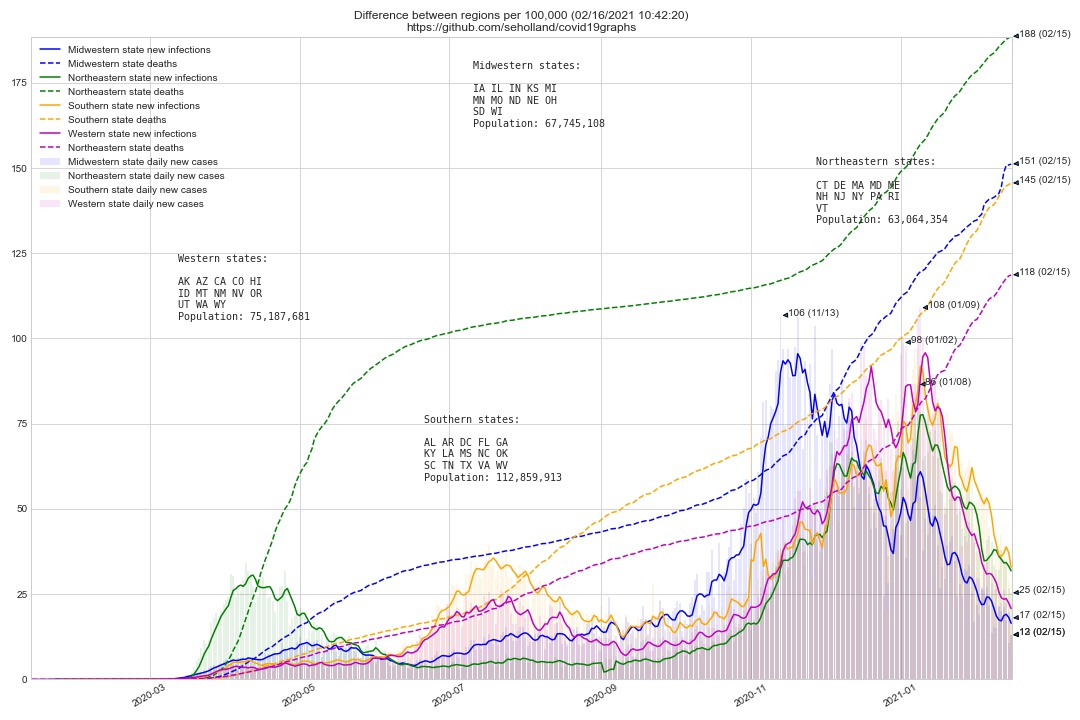 Difference between regions per 100,000 (02/16/2021 10:42:20)
https://github.com/seholland/covid19graphs
Midwestern state new infections
Midwestern state deaths
Northeastern state new infections
Northeastern state deaths
Southern state new infections
Southern state deaths
Western state new infections
Northeastern state deaths
Midwestern state daily new cases
Northeastern state daily new cases
Southern state daily new cases
Western state daily new cases
Midwestern states:
IA IL IN KS MI
MN MO ND NE OH
SD WI
Population: 67,745,108
Northeastern states:
CT DE MA MD ME
NH NJ NY PA RI
VT
Population: 63,064,354
Western states:
AK AZ CA CO HI
ID MT NM NV OR
UT WA WY
Population: 75,187,681
Southern states:
AL AR DC FL GA
KY LA MS NC OK
SC TN TX VA WV
Population: 112,859,913
188 (02/15)
151 (02/15)
145 (02/15)
118 (02/15)
106 (11/13)
108 (01/09)
98 (01/02)
86 (01/08)
25 (02/15)
17 (02/15)
(02/15)
175
150
125
100
75
50
25
0
2020-03
2020-05
2020-07
2020-09
2020-11
2021-01